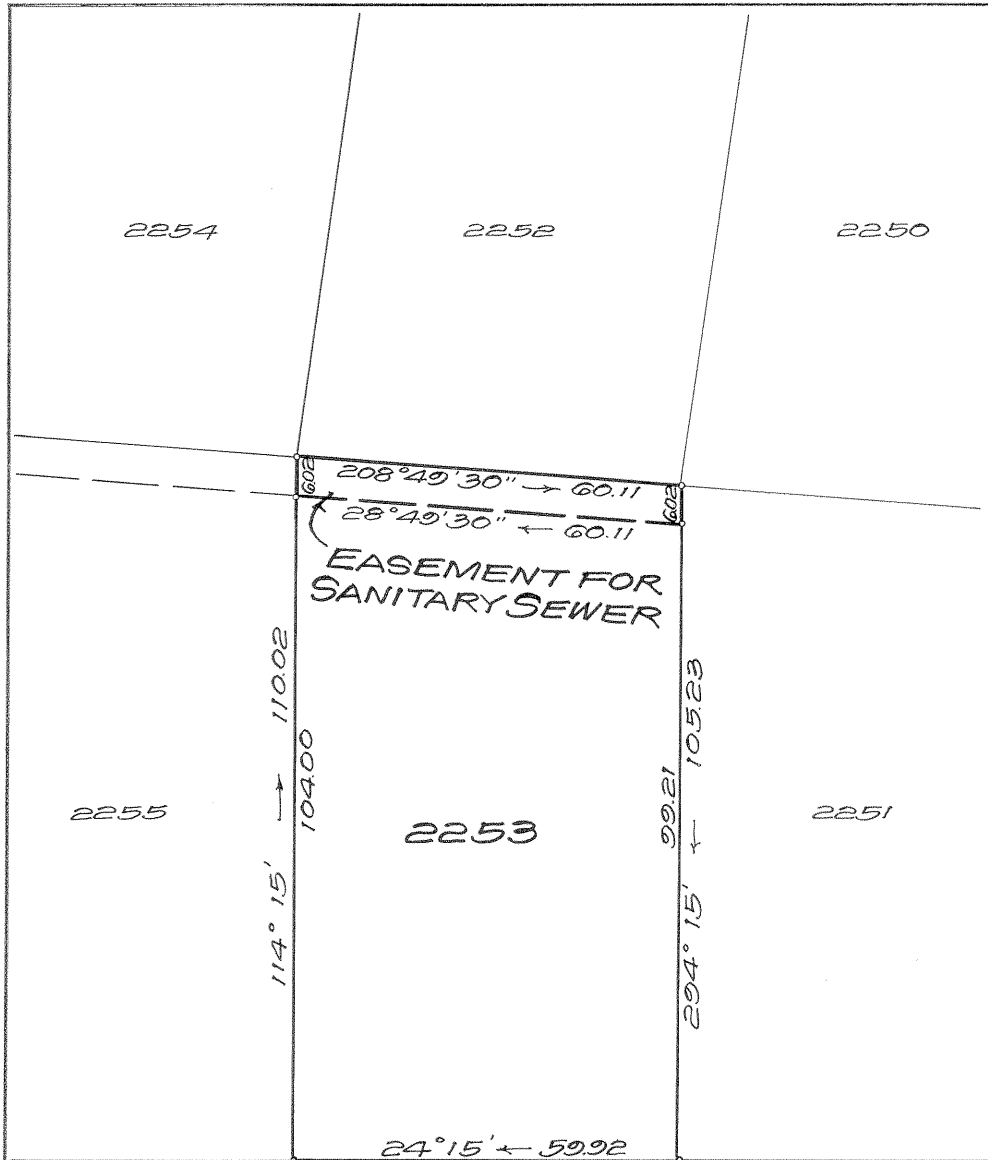 2254
2252
2250
6.02
208°49'30" → 60.11
6.02
28°49'30" ← 60.11
EASEMENT FOR
SANITARY SEWER
114° 15' → 110.02
104.00
2255
2253
99.21
294° 15' ← 105.23
2251
24°15' ← 59.92